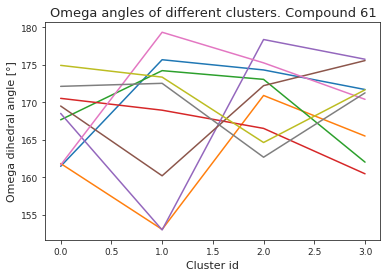 Omega angles of different clusters. Compound 61
Omega dihedral angle [°]
180
175
170
165
160
155
0.0 0.5 1.0 1.5 2.0 2.5 3.0
Cluster id